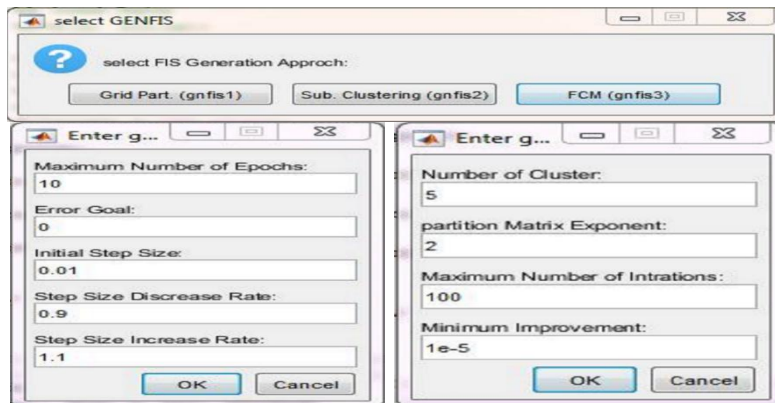 select GENFIS
select FIS Generation Approch:
Grid Part. (gnfis1) Sub. Clustering (gnfis2) FCM (gnfis3)
Enter g...
Maximum Number of Epochs:
10
Error Goal:
0
Initial Step Size:
0.01
Step Size Discrease Rate:
0.9
Step Size Increase Rate:
1.1
OK Cancel
Enter g...
Number of Cluster:
5
partition Matrix Exponent:
2
Maximum Number of Intrations:
100
Minimum Improvement:
1e-5
OK Cancel